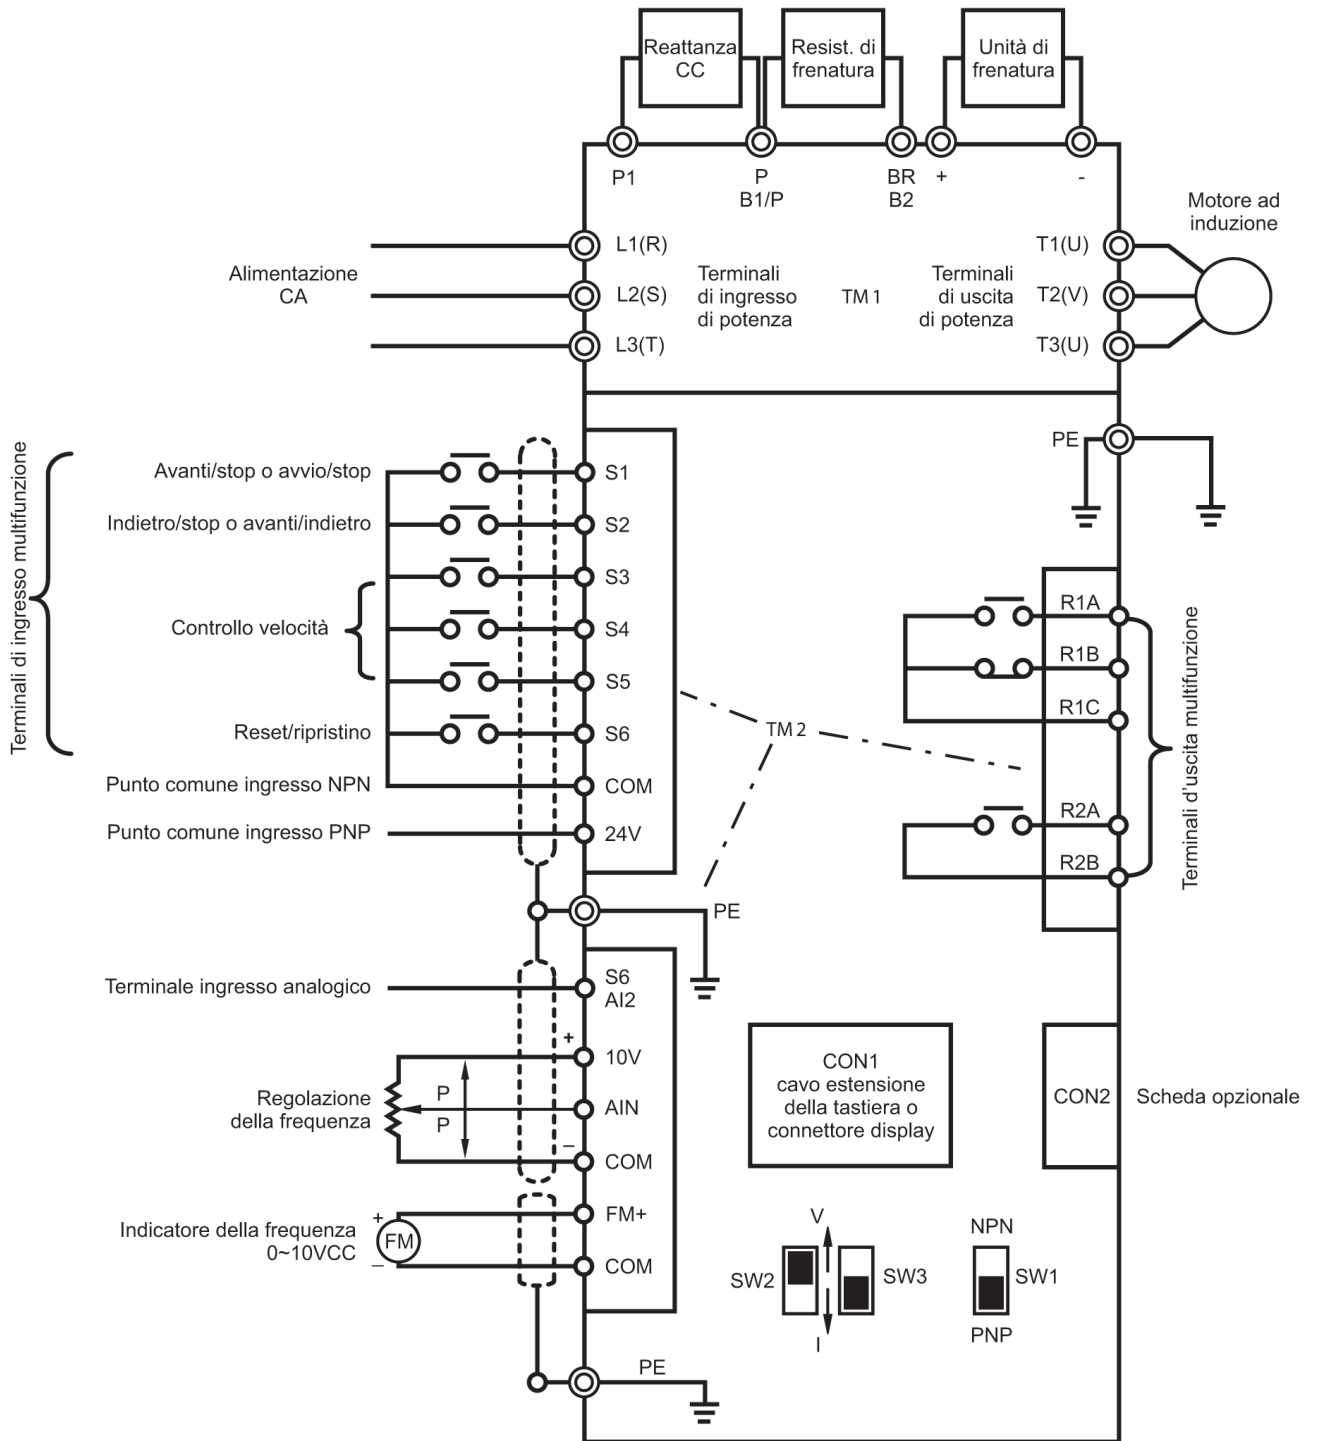 Reattanza
CC
Resist. di
frenatura
Unità di
frenatura
P1
P
B1/P
BR
B2
+
-
Motore ad
induzione
Alimentazione
CA
L1(R)
L2(S)
L3(T)
Terminali
di ingresso
di potenza
TM 1
Terminali
di uscita
di potenza
T1(U)
T2(V)
T3(U)
PE
Terminali di ingresso multifunzione
Avanti/stop o avvio/stop
S1
Indietro/stop o avanti/indietro
S2
S3
Controllo velocità
S4
S5
Reset/ripristino
S6
Punto comune ingresso NPN
COM
Punto comune ingresso PNP
24V
R1A
R1B
R1C
TM 2
R2A
R2B
Terminali d'uscita multifunzione
PE
Terminale ingresso analogico
S6
AI2
+
10V
Regolazione
della frequenza
P
P
AIN
–
COM
Indicatore della frequenza
0~10VCC
+
FM
–
FM+
COM
CON1
cavo estensione
della tastiera o
connettore display
CON2
Scheda opzionale
V
SW2
SW3
I
NPN
SW1
PNP
PE